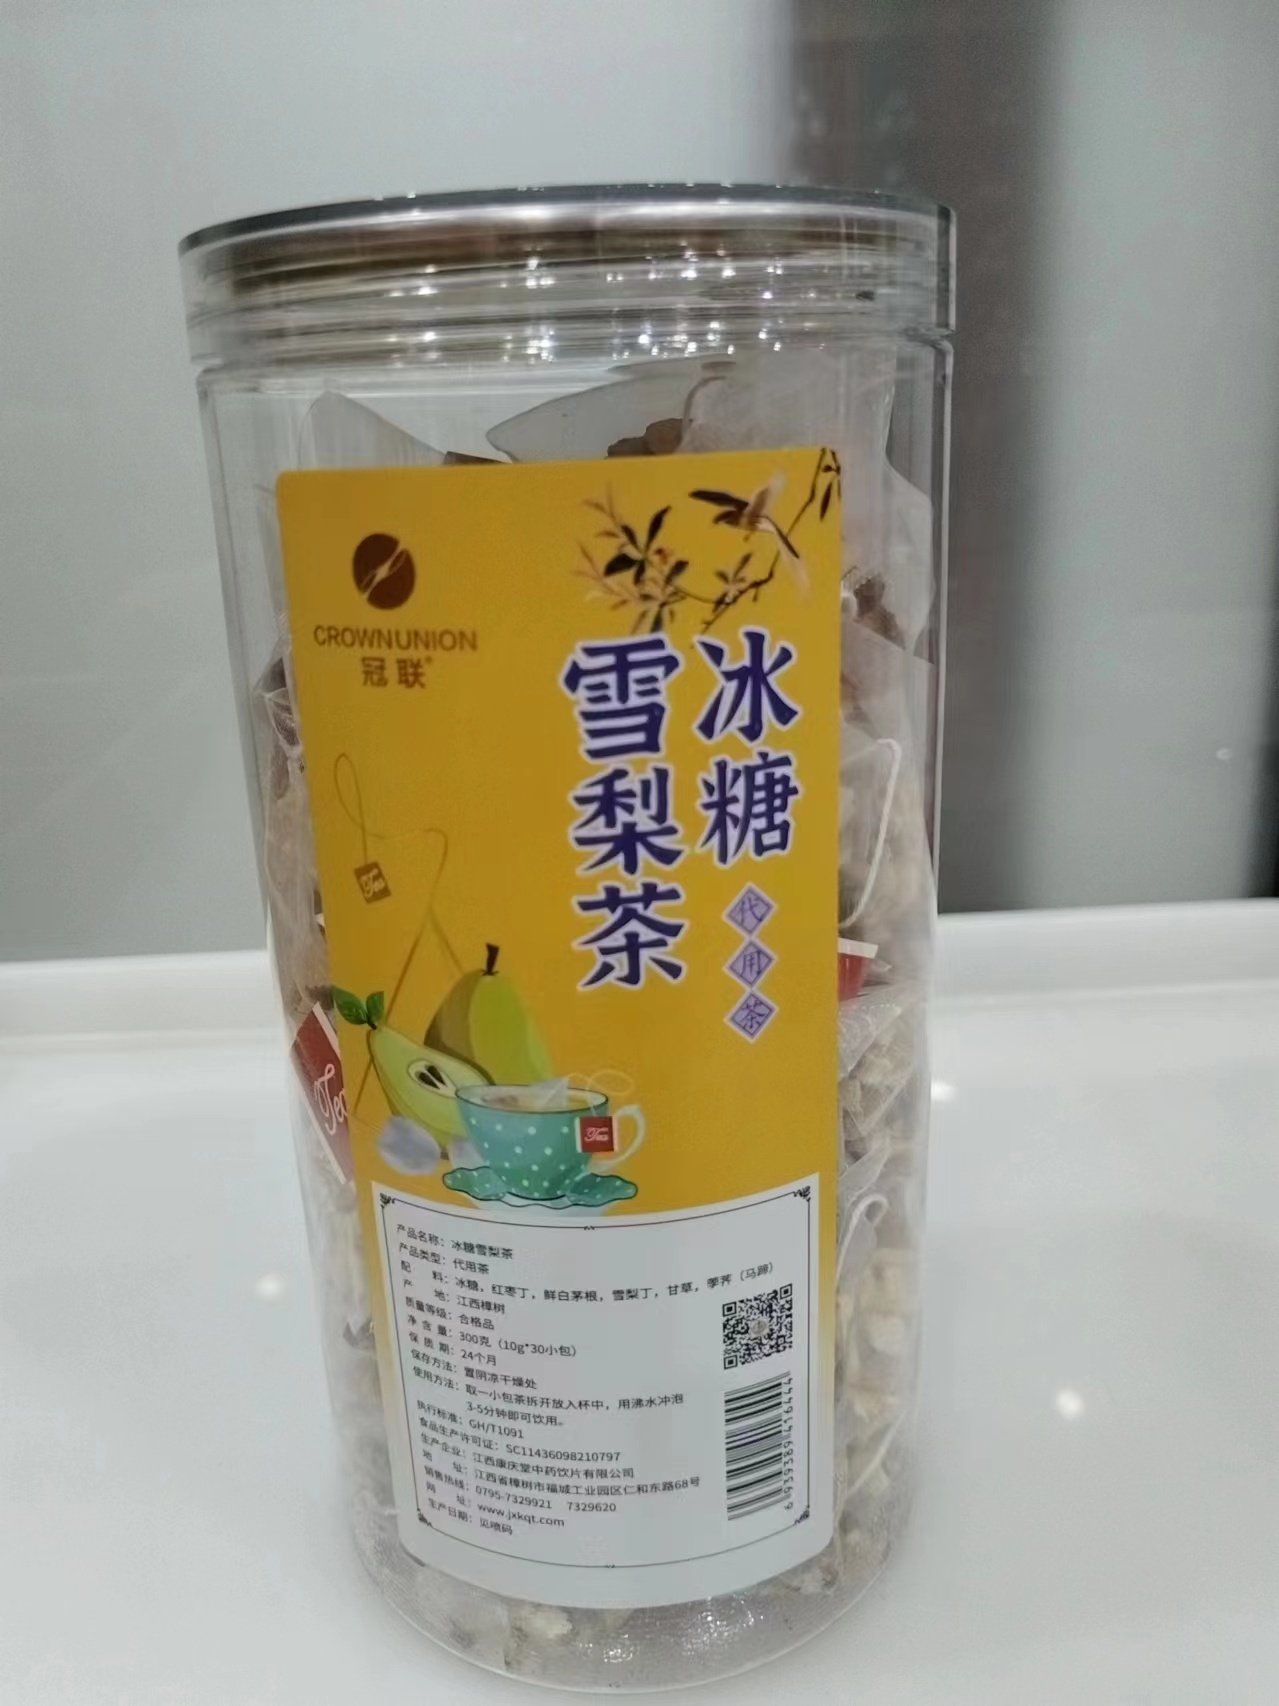 CROWNUNION
冠联®
冰糖
雪梨茶
代用茶
Tea
Tea
Tea
产品名称：冰糖雪梨茶
产品类型：代用茶
配 料：冰糖，红枣丁，鲜白茅根，雪梨丁，甘草，荸荠（马蹄）
产 地：江西樟树
质量等级：合格品
净 含 量：300克（10g*30小包）
保 质 期：24个月
保存方法：置阴凉干燥处
使用方法：取一小包茶拆开放入杯中，用沸水冲泡
3-5分钟即可饮用。
执行标准：GH/T1091
食品生产许可证：SC11436098210797
生产企业：江西康庆堂中药饮片有限公司
地 址：江西省樟树市福城工业园区仁和东路68号
销售热线：0795-7329921 7329620
网 址：www.jxkqt.com
生产日期：见喷码
6939389416444